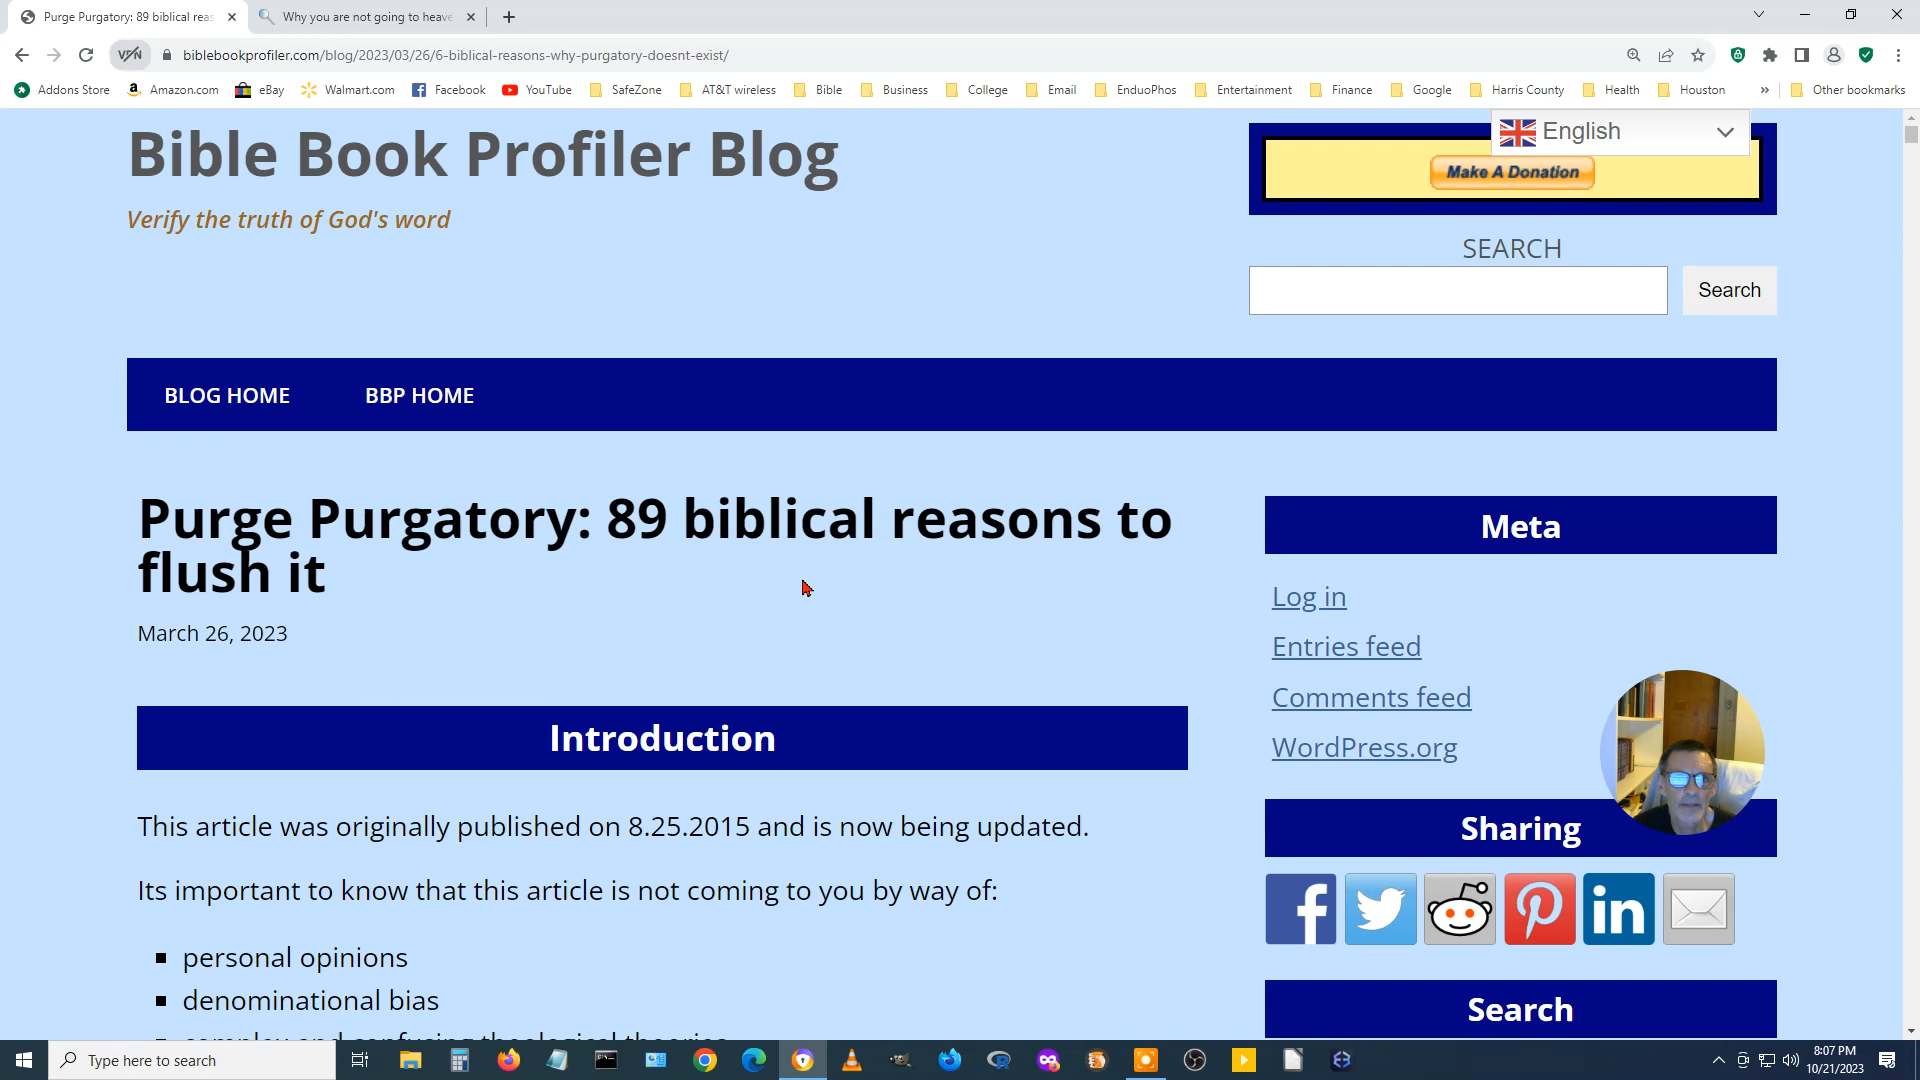 Purge Purgatory: 89 biblical reas
Why you are not going to heave
VPN
biblebookprofiler.com/blog/2023/03/26/6-biblical-reasons-why-purgatory-doesnt-exist/
Addons Store Amazon.com eBay Walmart.com Facebook YouTube SafeZone AT&T wireless Bible Business College Email EnduoPhos Entertainment Finance Google Harris County Health Houston » Other bookmarks
Bible Book Profiler Blog
Verify the truth of God's word
English
Make A Donation
SEARCH
Search
BLOG HOME BBP HOME
Purge Purgatory: 89 biblical reasons to
flush it
March 26, 2023
Introduction
This article was originally published on 8.25.2015 and is now being updated.
Its important to know that this article is not coming to you by way of:
personal opinions
denominational bias
complex and confusing theological theories
Meta
Log in
Entries feed
Comments feed
WordPress.org
Sharing
Search
Type here to search
8:07 PM
10/21/2023